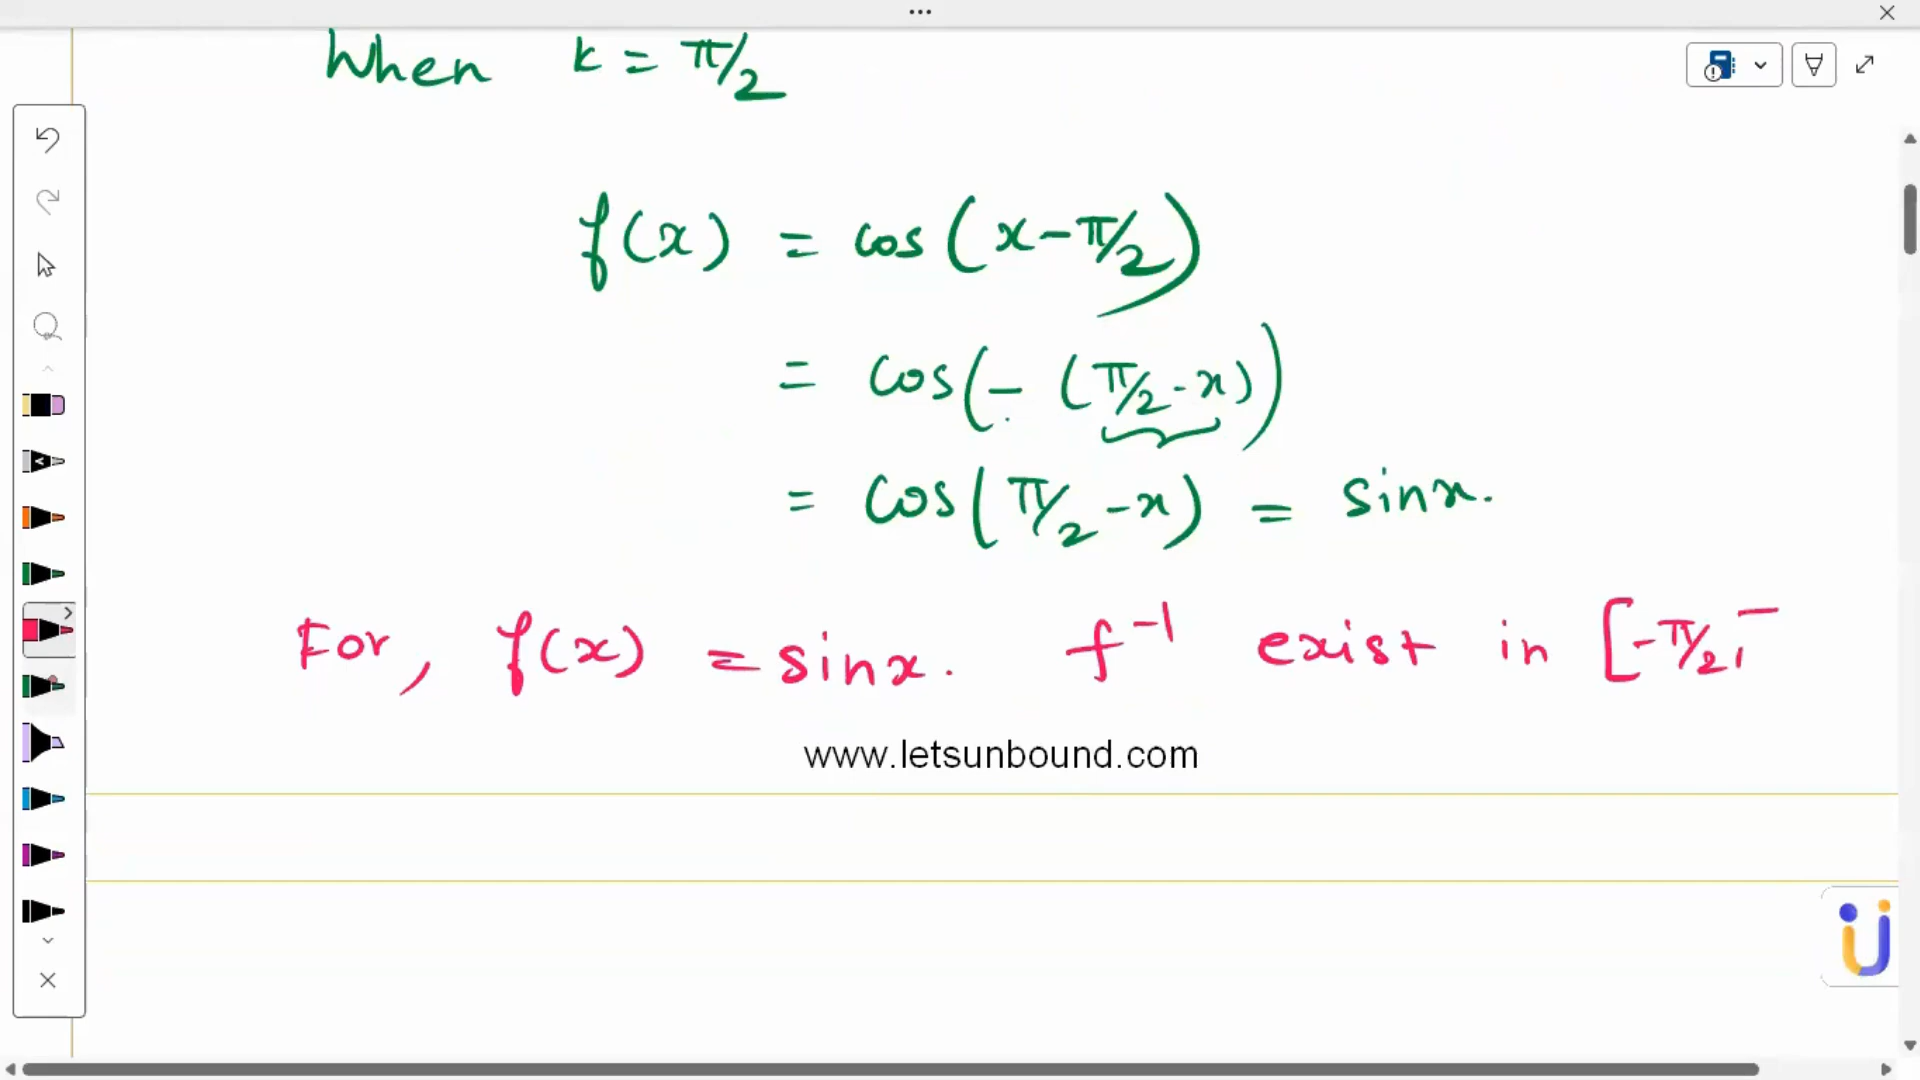 When k = π/2
f(x) = cos(x-π/2)
= cos(- (π/2-x))
= cos(π/2-x) = sinx.
For, f(x) = sinx. f⁻¹ exist in [-π/2,
www.letsunbound.com